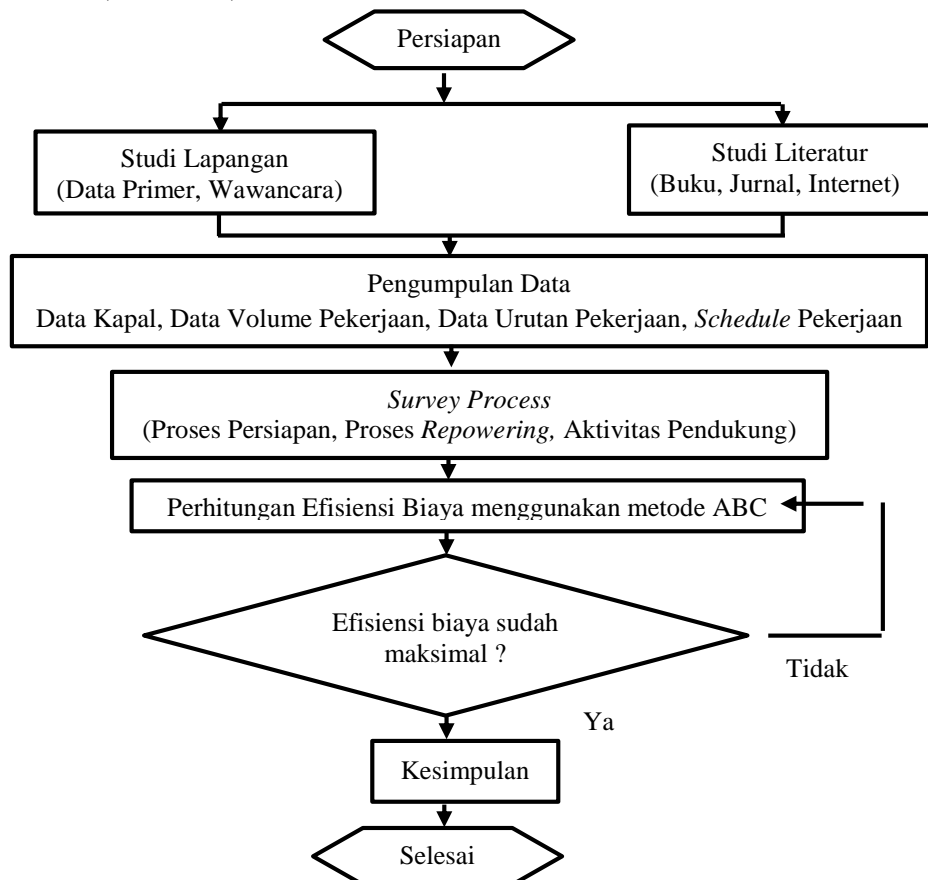 Persiapan
Studi Lapangan
(Data Primer, Wawancara)
Studi Literatur
(Buku, Jurnal, Internet)
Pengumpulan Data
Data Kapal, Data Volume Pekerjaan, Data Urutan Pekerjaan, Schedule Pekerjaan
Survey Process
(Proses Persiapan, Proses Repowering, Aktivitas Pendukung)
Perhitungan Efisiensi Biaya menggunakan metode ABC
Efisiensi biaya sudah
maksimal ?
Tidak
Ya
Kesimpulan
Selesai